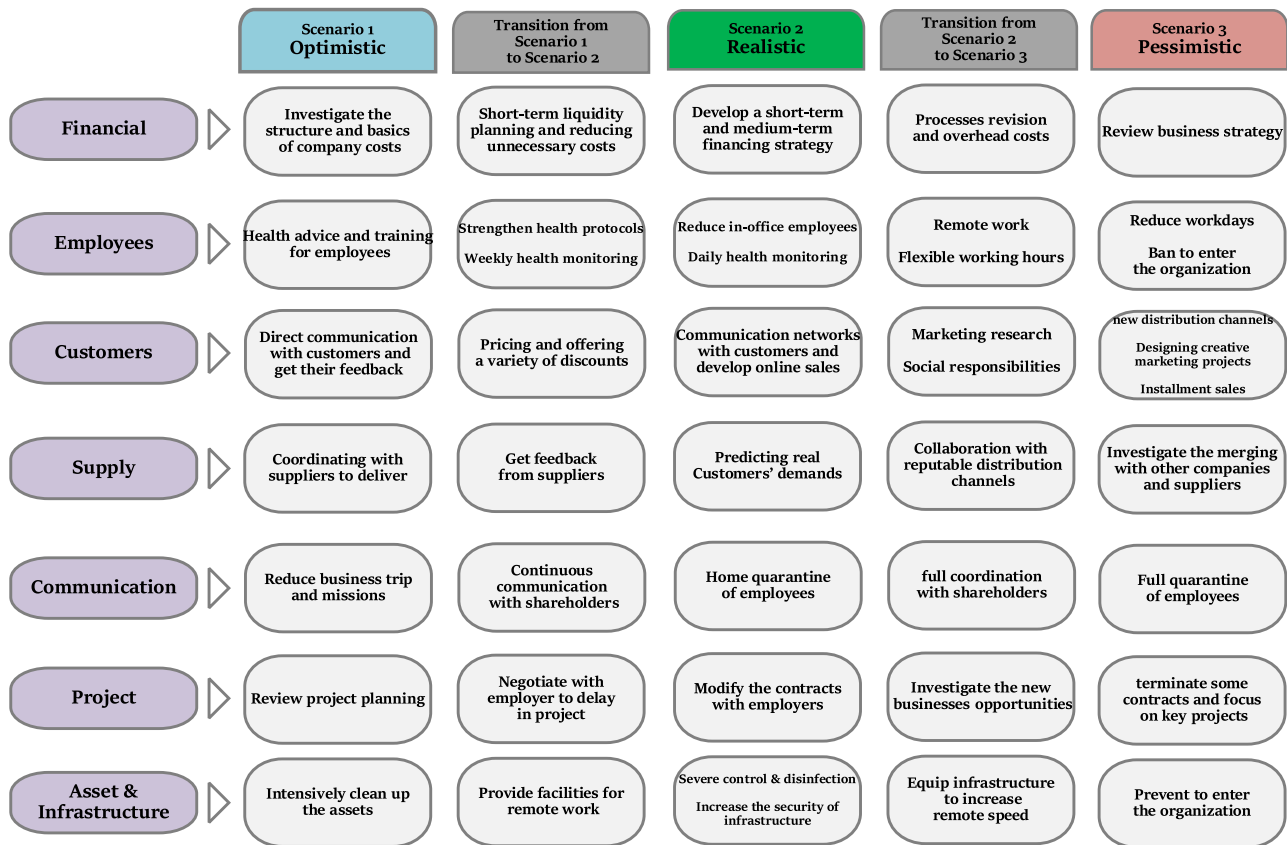 Scenario 1
Optimistic
Transition from
Scenario 1
to Scenario 2
Scenario 2
Realistic
Transition from
Scenario 2
to Scenario 3
Scenario 3
Pessimistic
Financial
Investigate the
structure and basics
of company costs
Short-term liquidity
planning and reducing
unnecessary costs
Develop a short-term
and medium-term
financing strategy
Processes revision
and overhead costs
Review business strategy
Employees
Health advice and training
for employees
Strengthen health protocols
Weekly health monitoring
Reduce in-office employees
Daily health monitoring
Remote work
Flexible working hours
Reduce workdays
Ban to enter
the organization
Customers
Direct communication
with customers and
get their feedback
Pricing and offering
a variety of discounts
Communication networks
with customers and
develop online sales
Marketing research
Social responsibilities
new distribution channels
Designing creative
marketing projects
Installment sales
Supply
Coordinating with
suppliers to deliver
Get feedback
from suppliers
Predicting real
Customers’ demands
Collaboration with
reputable distribution
channels
Investigate the merging
with other companies
and suppliers
Communication
Reduce business trip
and missions
Continuous
communication
with shareholders
Home quarantine
of employees
full coordination
with shareholders
Full quarantine
of employees
Project
Review project planning
Negotiate with
employer to delay
in project
Modify the contracts
with employers
Investigate the new
businesses opportunities
terminate some
contracts and focus
on key projects
Asset &
Infrastructure
Intensively clean up
the assets
Provide facilities for
remote work
Severe control & disinfection
Increase the security of
infrastructure
Equip infrastructure
to increase
remote speed
Prevent to enter
the organization